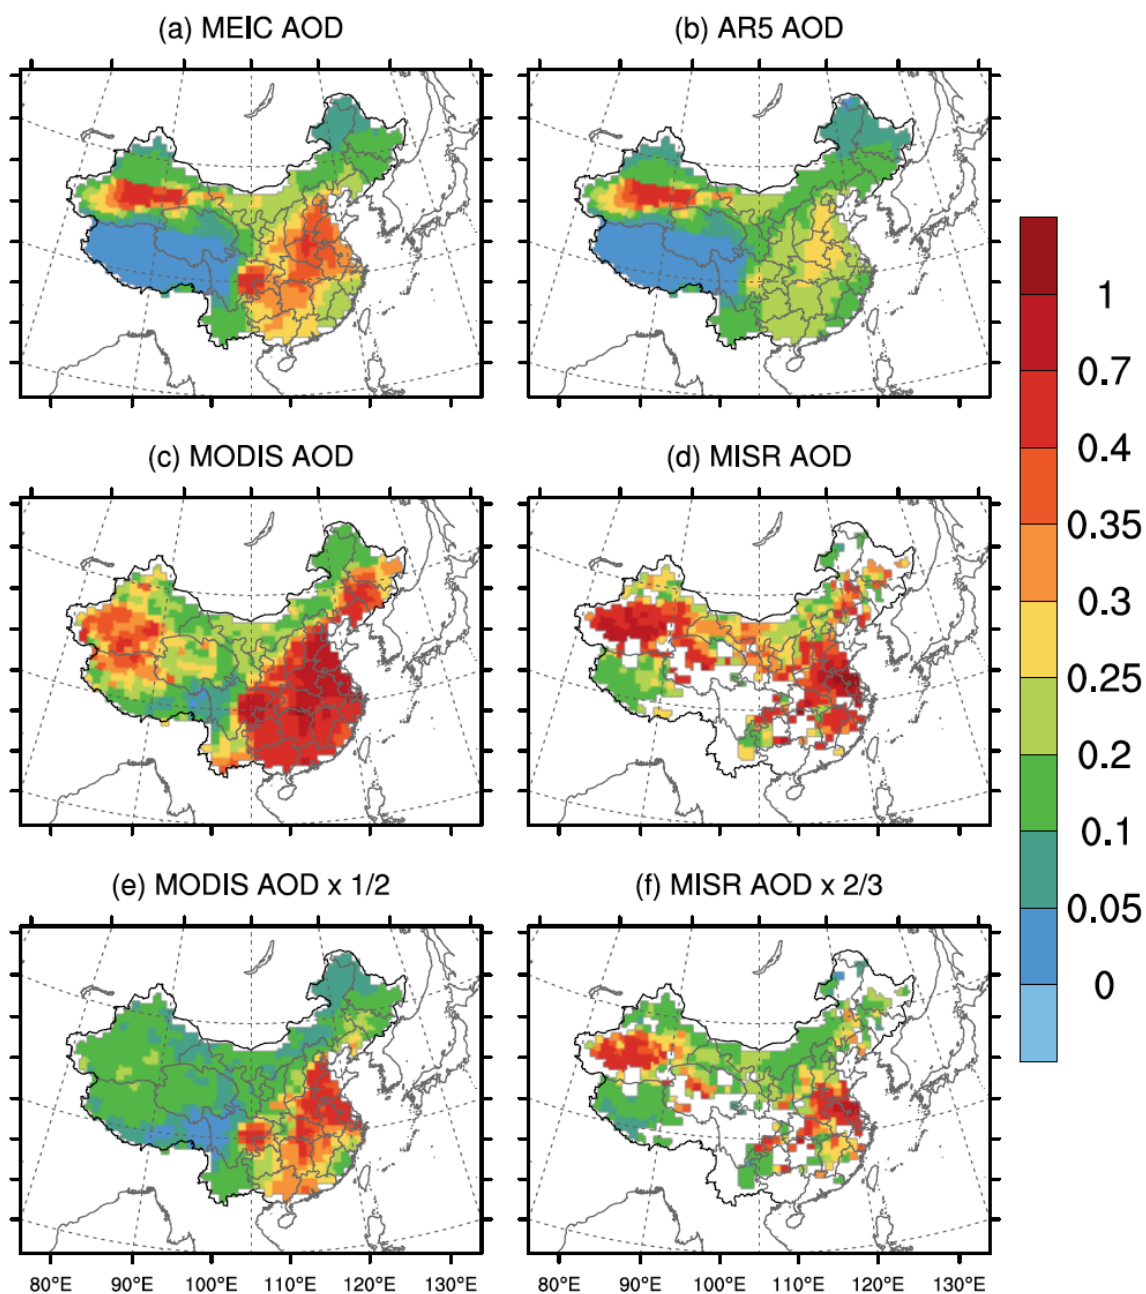 (a) MEIC AOD
(b) AR5 AOD
(c) MODIS AOD
(d) MISR AOD
(e) MODIS AOD x 1/2
(f) MISR AOD x 2/3
80°E 90°E 100°E 110°E 120°E 130°E
80°E 90°E 100°E 110°E 120°E 130°E
1
0.7
0.4
0.35
0.3
0.25
0.2
0.1
0.05
0